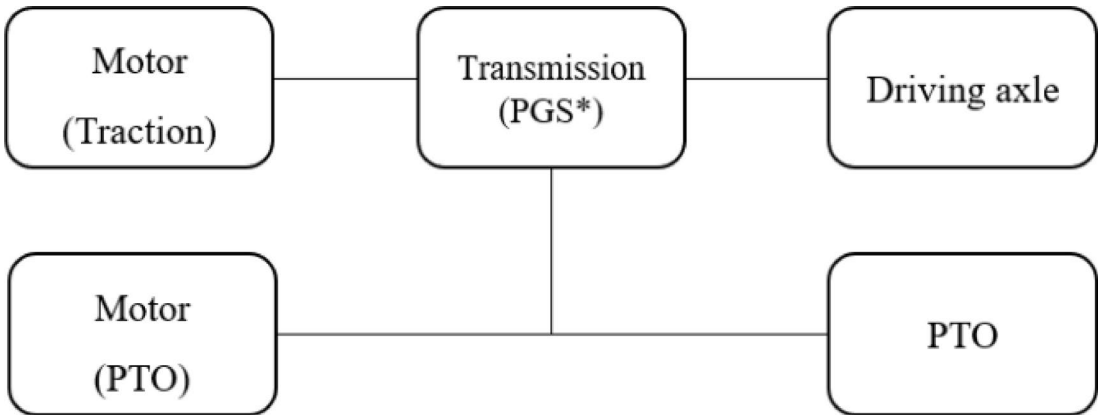 Motor
(Traction)
Transmission
(PGS*)
Driving axle
Motor
(PTO)
PTO